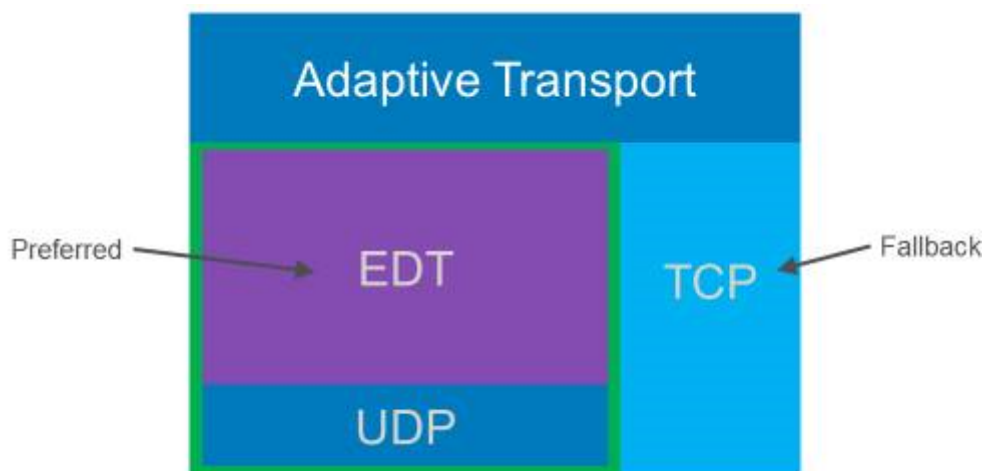 Adaptive Transport
Preferred
EDT
TCP
Fallback
UDP